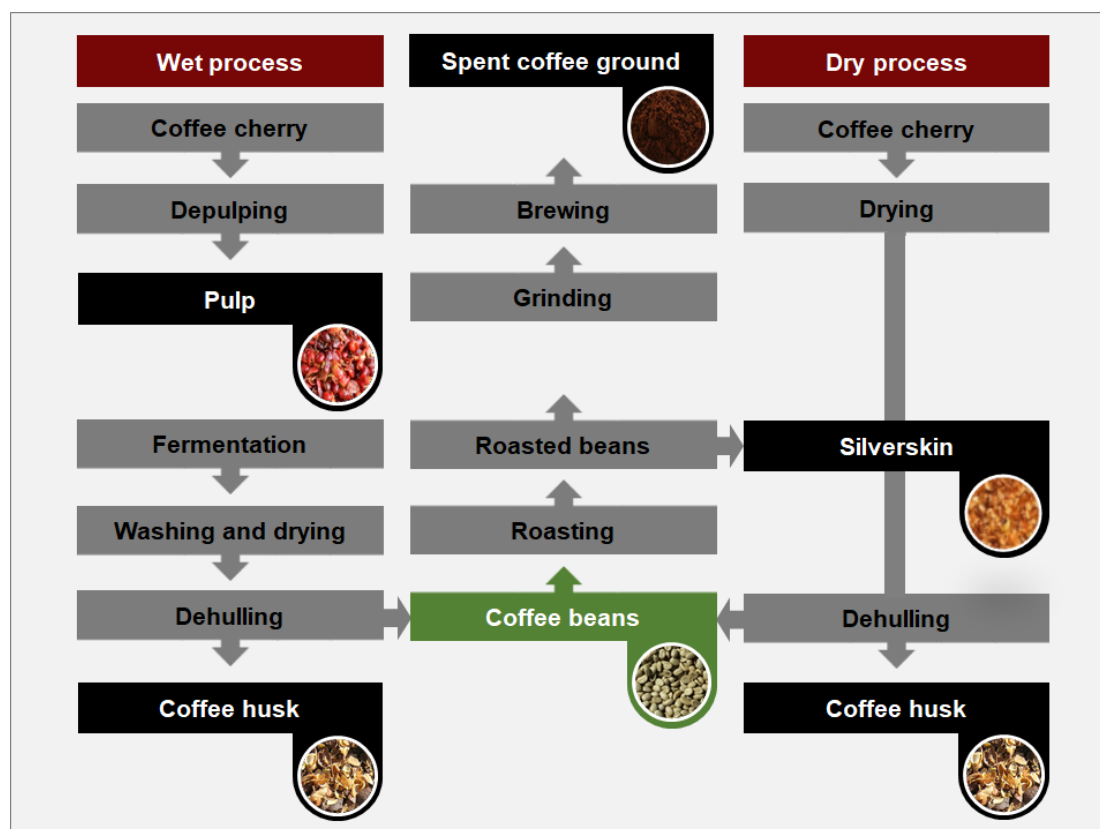 Wet process
Coffee cherry
Depulping
Pulp
Fermentation
Washing and drying
Dehulling
Coffee husk
Spent coffee ground
Brewing
Grinding
Roasted beans
Roasting
Coffee beans
Dry process
Coffee cherry
Drying
Silverskin
Dehulling
Coffee husk